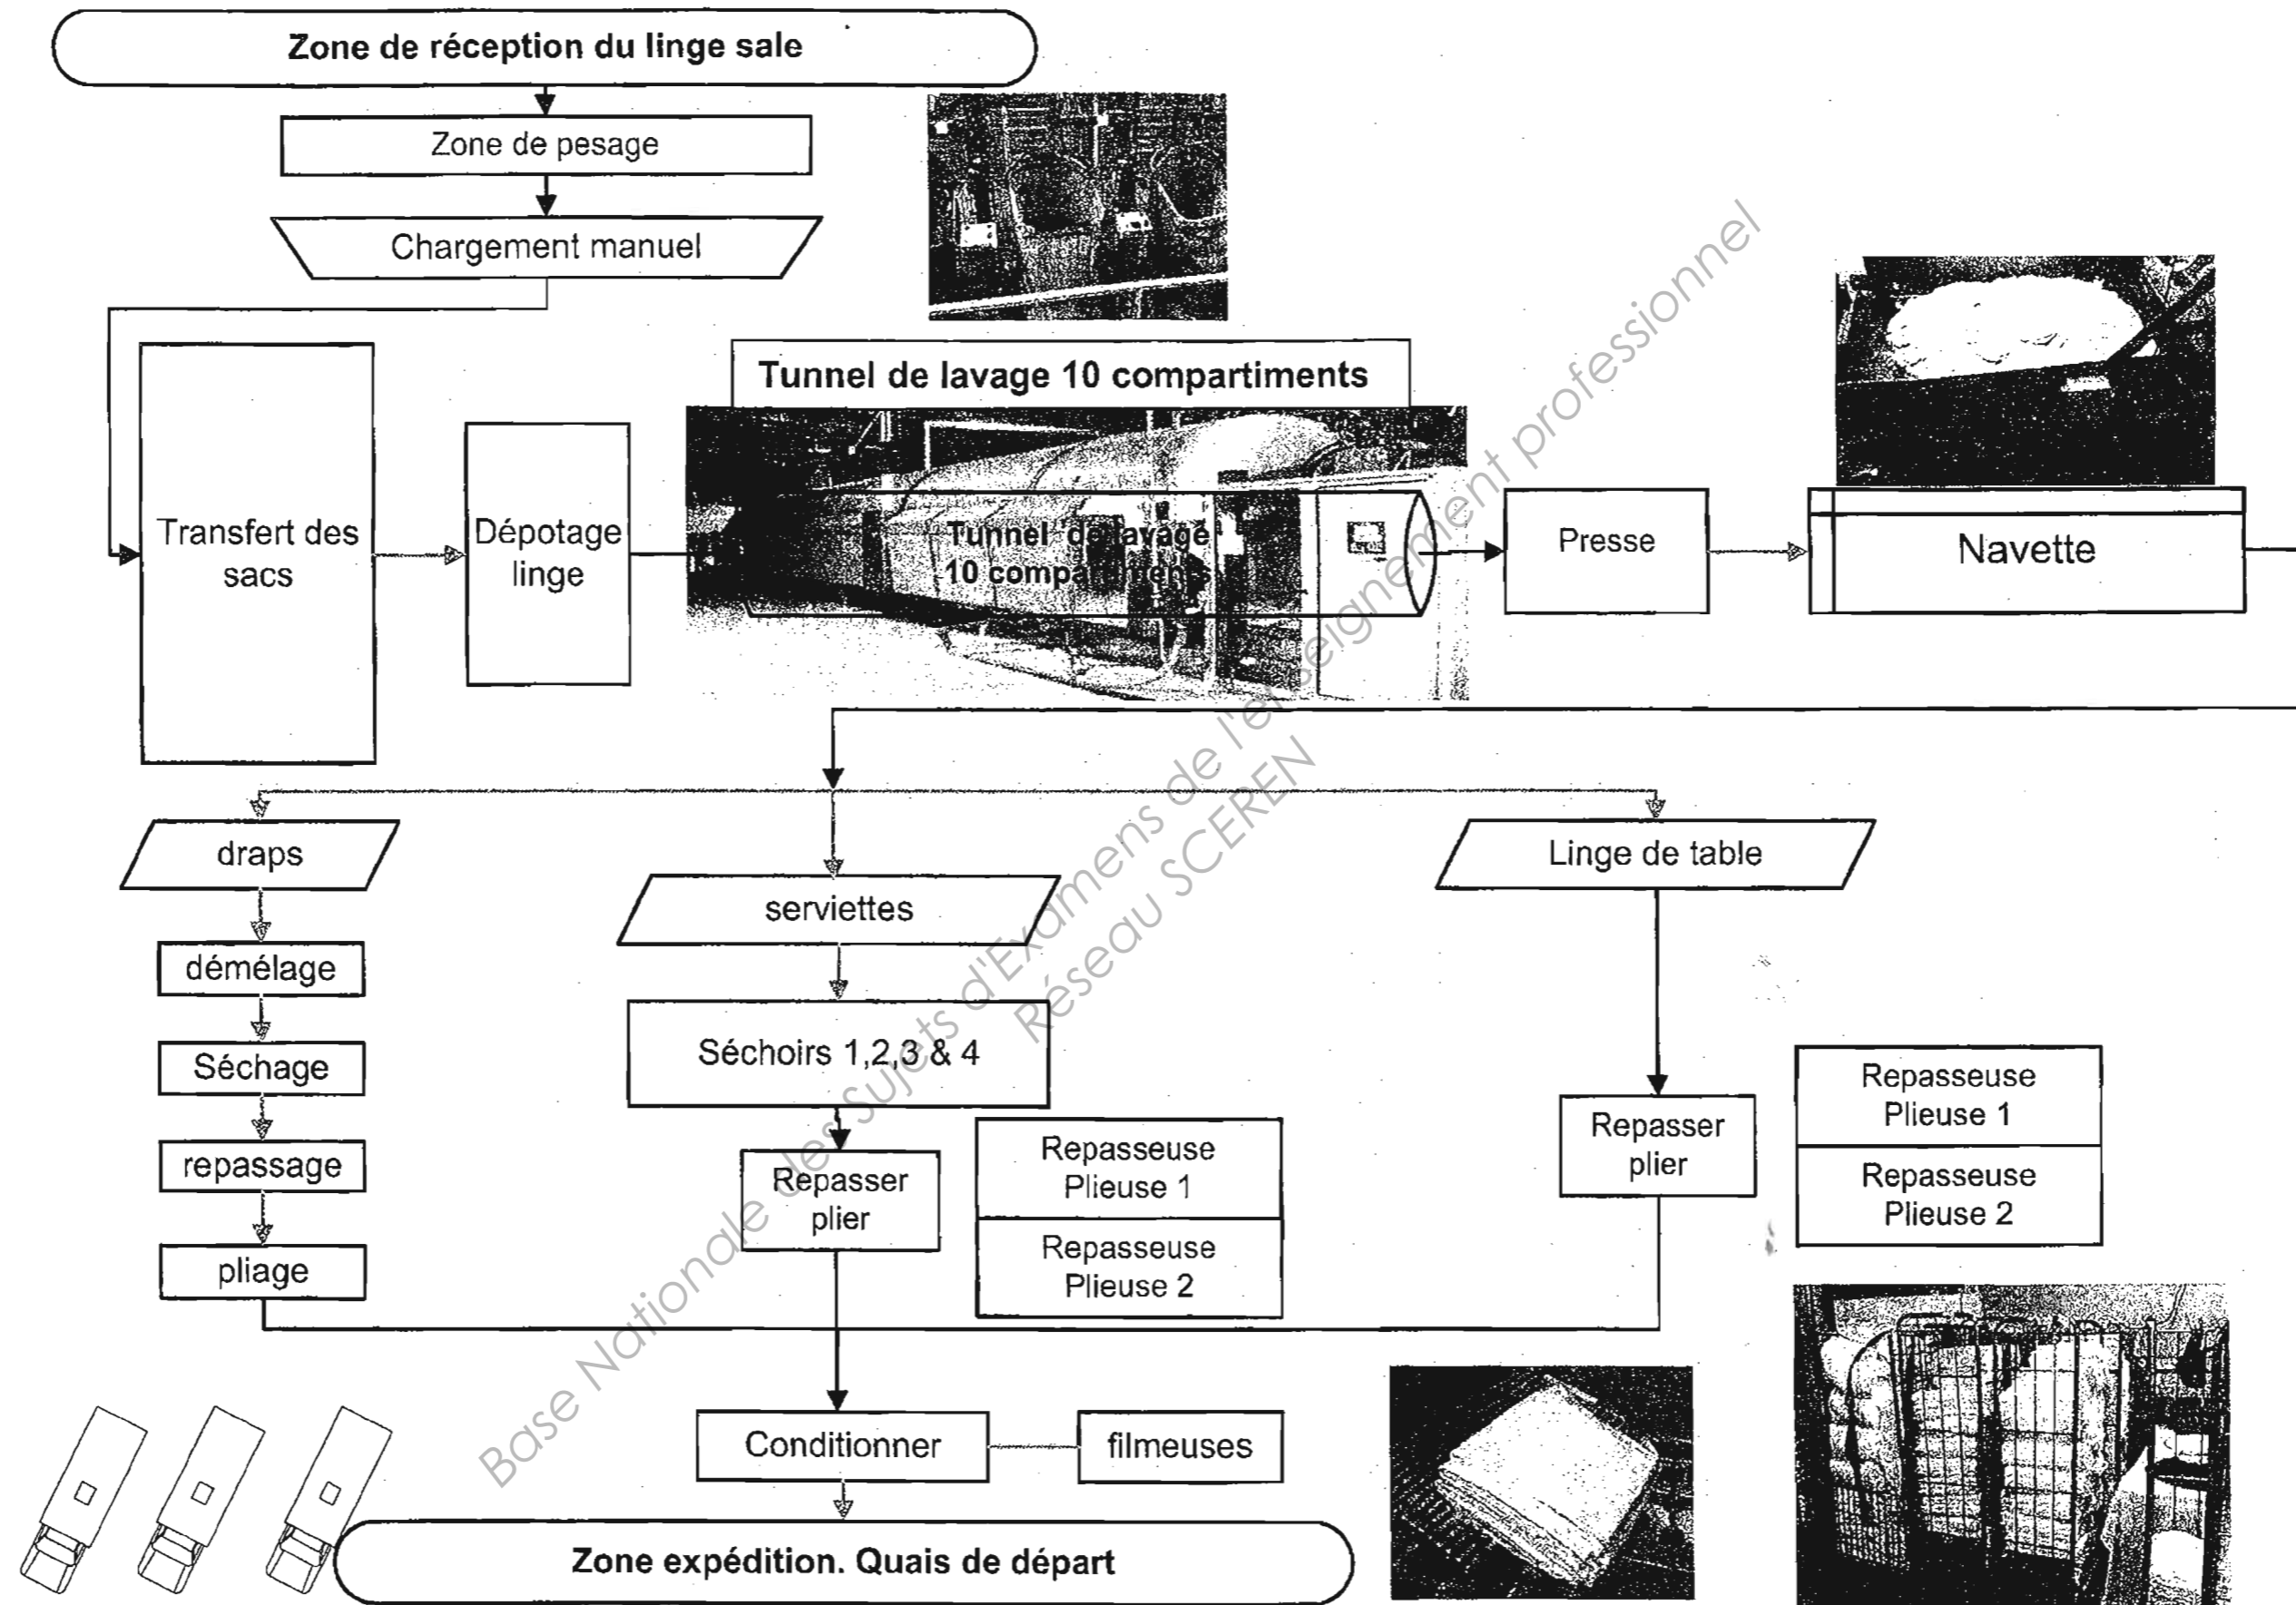 Zone de réception du linge sale
Zone de pesage
Chargement manuel
Tunnel de lavage 10 compartiments
Transfert des
sacs
Dépotage
linge
Tunnel de lavage
10 compartiments
Presse
Navette
draps
serviettes
Linge de table
démélage
Séchage
repassage
pliage
Séchoirs 1,2,3 & 4
Repasser
plier
Repasseuse
Plieuse 1
Repasseuse
Plieuse 2
Repasser
plier
Repasseuse
Plieuse 1
Repasseuse
Plieuse 2
Conditionner
filmeuses
Zone expédition. Quais de départ
Base Nationale des Sujets d'Examens de l'enseignement professionnel
Réseau SCEREN